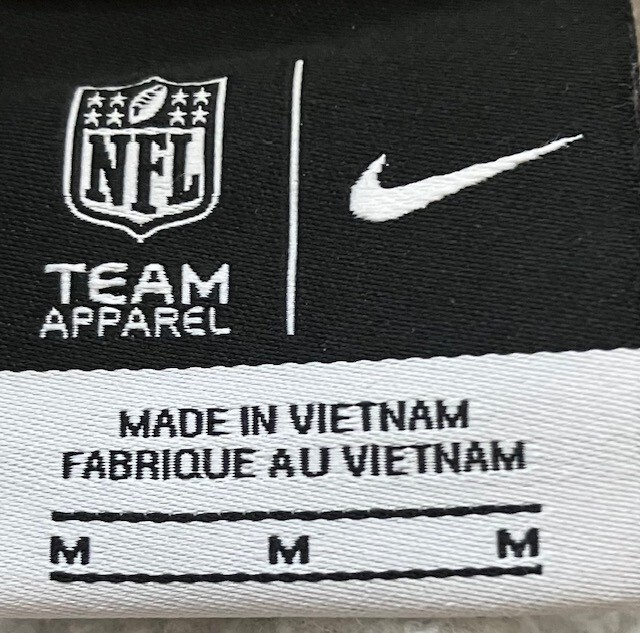 NFL
TEAM
APPAREL
MADE IN VIETNAM
FABRIQUE AU VIETNAM
M M M